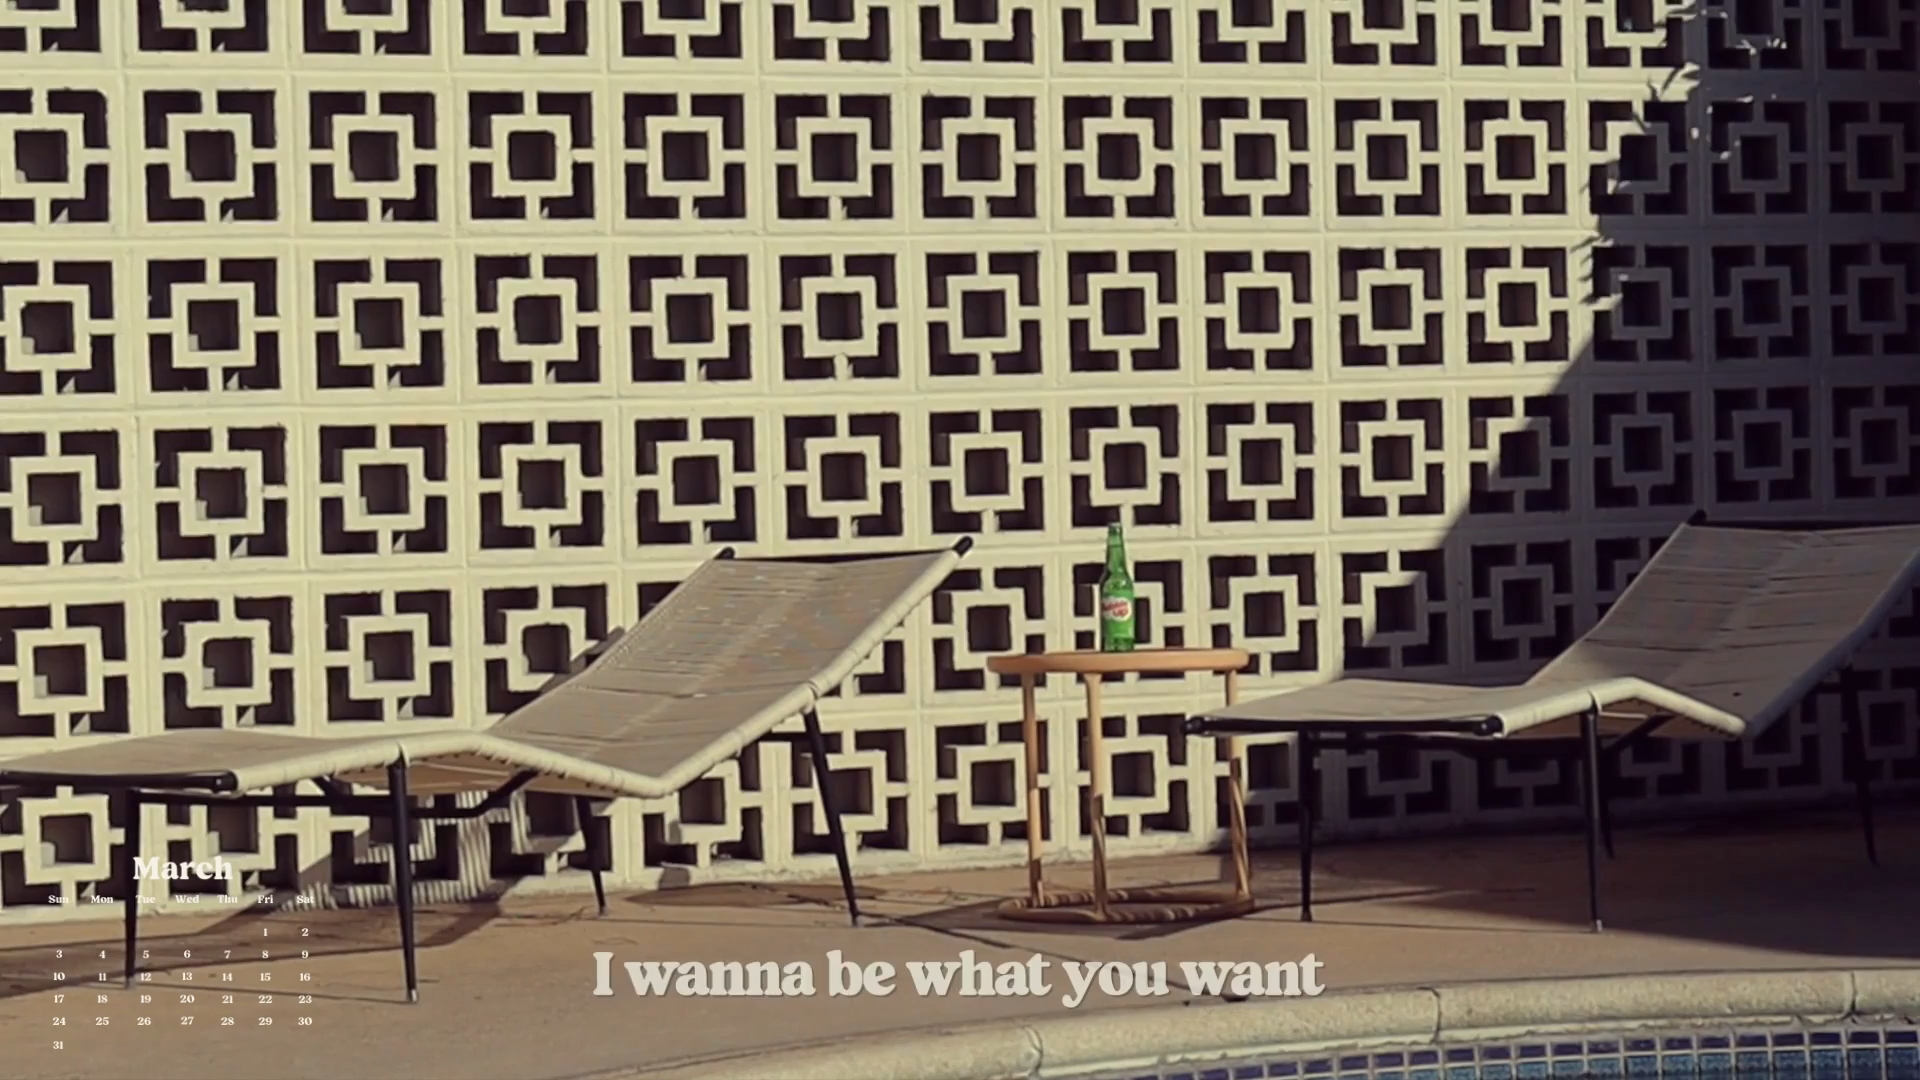 March
Sun Mon Tue Wed Thu Fri Sat
1 2
3 4 5 6 7 8 9
10 11 12 13 14 15 16
17 18 19 20 21 22 23
24 25 26 27 28 29 30
31
I wanna be what you want